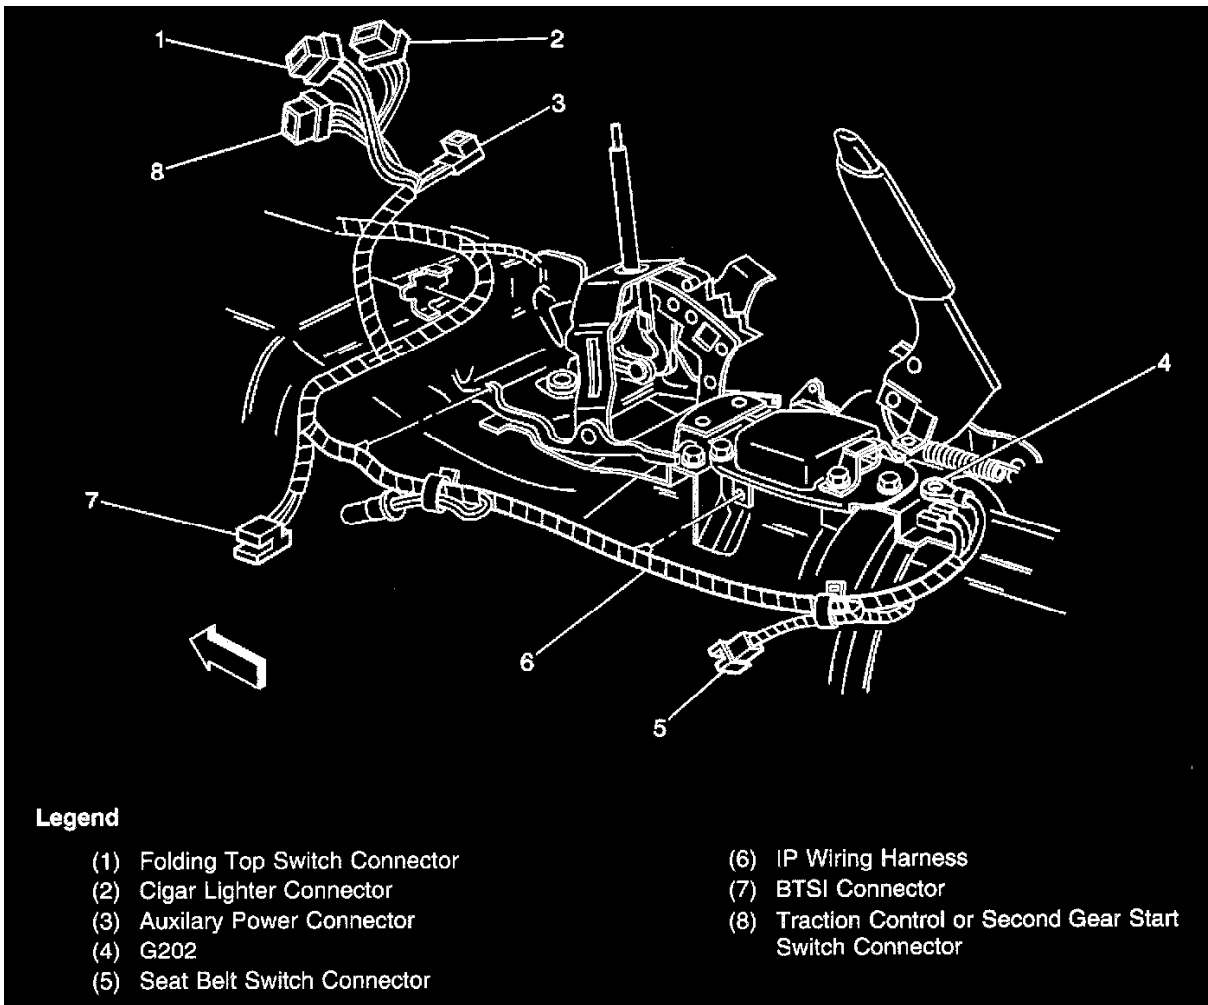 1
2
3
8
4
7
6
5
Legend
(1) Folding Top Switch Connector
(2) Cigar Lighter Connector
(3) Auxilary Power Connector
(4) G202
(5) Seat Belt Switch Connector
(6) IP Wiring Harness
(7) BTSI Connector
(8) Traction Control or Second Gear Start
Switch Connector